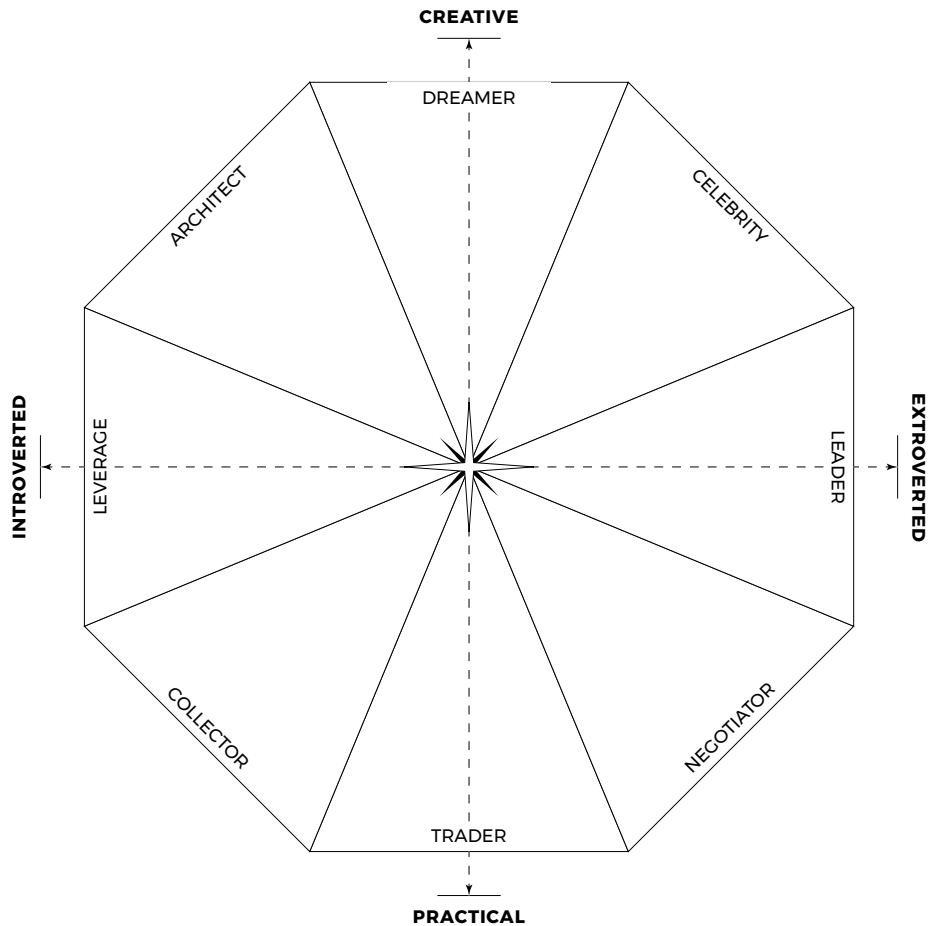 CREATIVE
DREAMER
ARCHITECT
CELEBRITY
INTROVERTED
LEVERAGE
LEADER
EXTROVERTED
COLLECTOR
NEGOTIATOR
TRADER
PRACTICAL